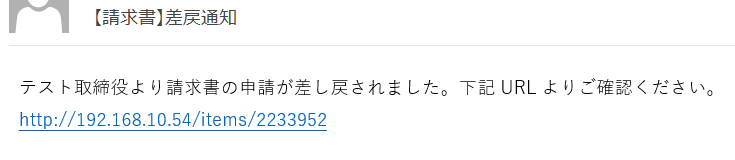 【請求書】差戻通知
テスト取締役より請求書の申請が差し戻されました。下記 URL よりご確認ください。
http://192.168.10.54/items/2233952